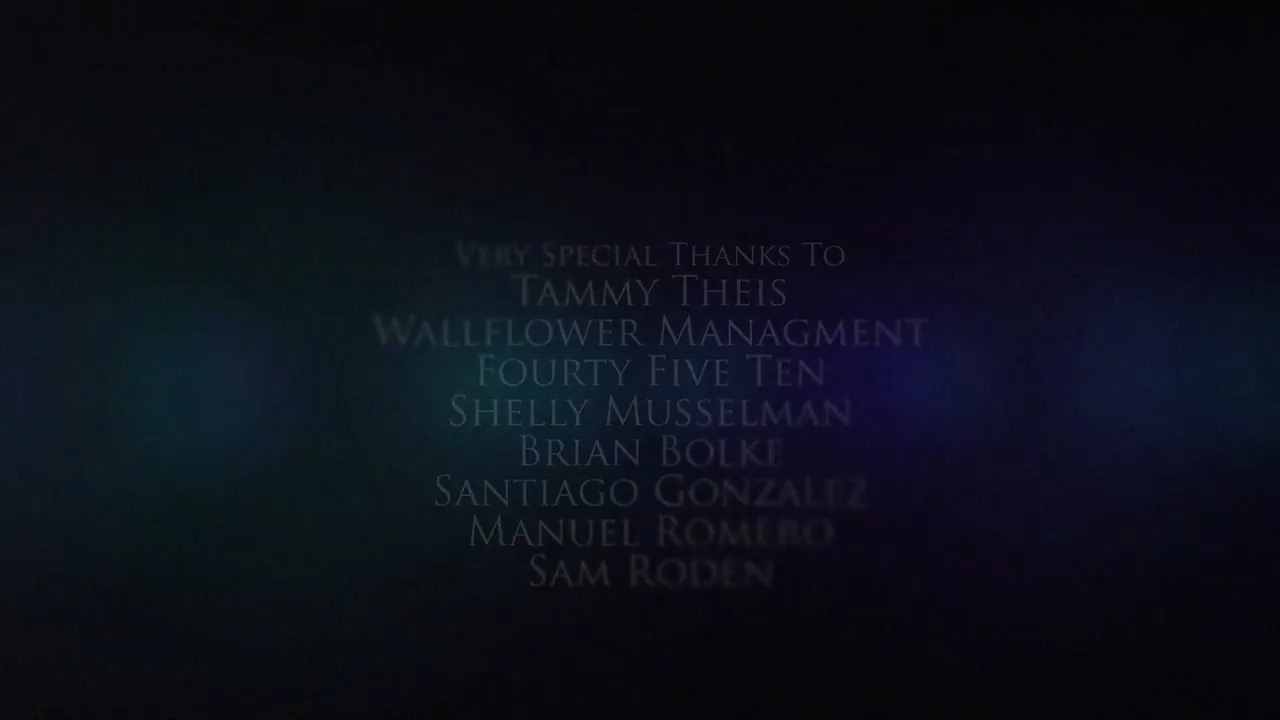 Very Special Thanks To
Tammy Theis
Wallflower Managment
Fourty Five Ten
Shelly Musselman
Brian Bolke
Santiago Gonzalez
Manuel Romero
Sam Roden